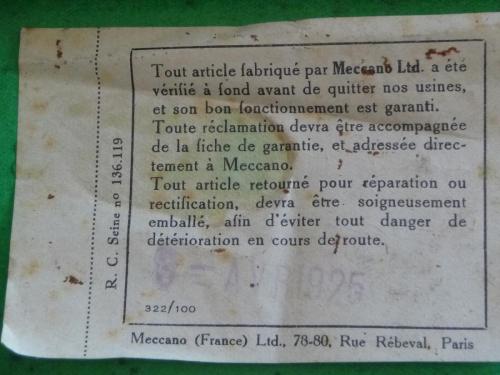 Tout article fabriqué par Meccano Ltd. a été
vérifié à fond avant de quitter nos usines,
et son bon fonctionnement est garanti.
Toute réclamation devra être accompagnée
de la fiche de garantie, et adressée direc-
tement à Meccano.
Tout article retourné pour réparation ou
rectification, devra être soigneusement
emballé, afin d'éviter tout danger de
détérioration en cours de route.
AVR 1925
322/100
R. C. Seine nº 136.119
Meccano (France) Ltd., 78-80, Rue Rébeval, Paris